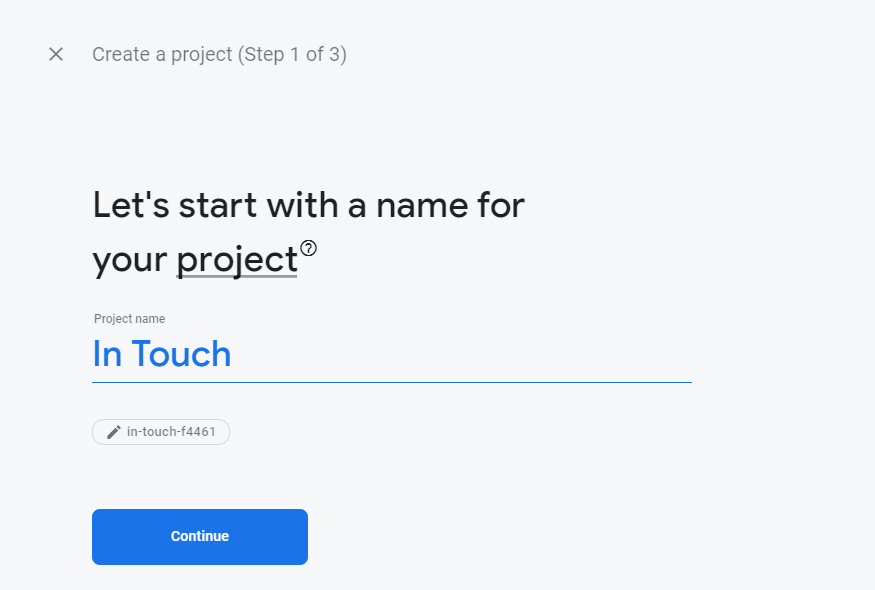 Create a project (Step 1 of 3)
Let's start with a name for
your project
Project name
In Touch
in-touch-f4461
Continue